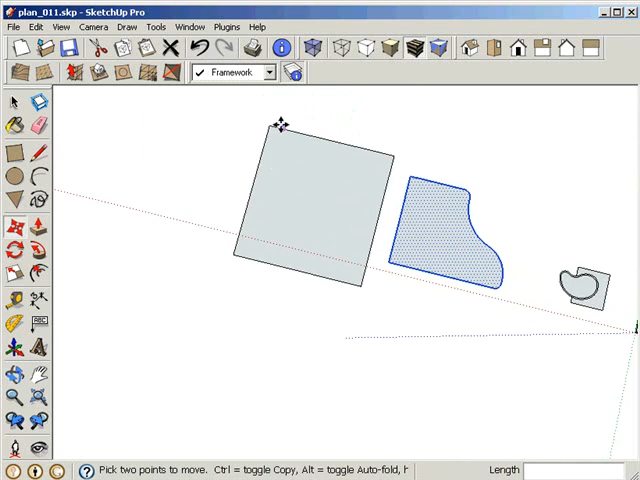 plan_011.skp - SketchUp Pro
File Edit View Camera Draw Tools Window Plugins Help
Framework
ABC
Pick two points to move. Ctrl = toggle Copy, Alt = toggle Auto-fold, h
Length